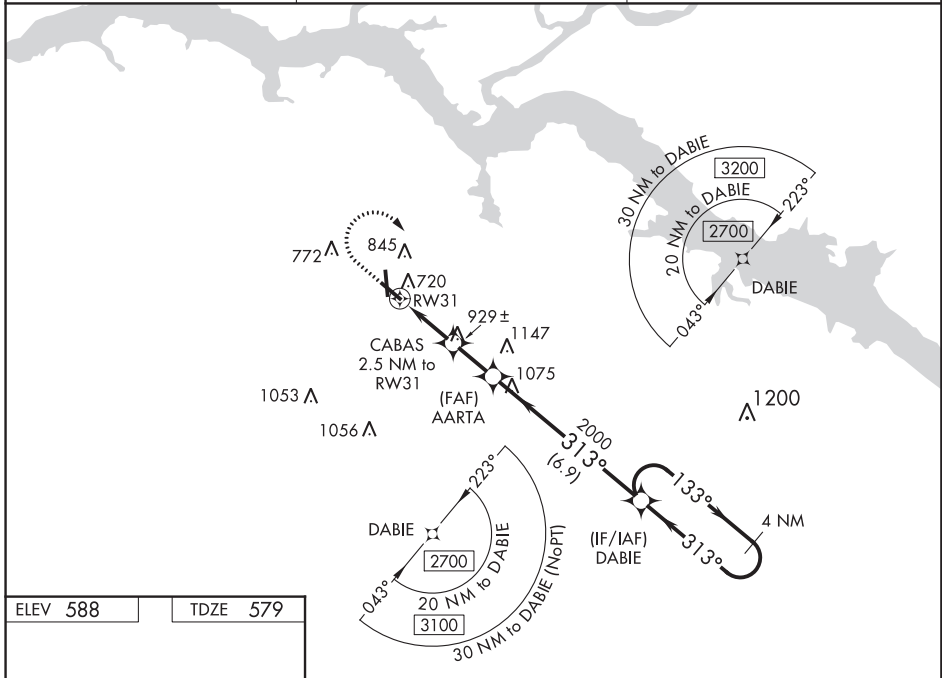 30 NM to DABIE
3200
20 NM to DABIE
2700
223°
043°
DABIE
772
845
720
RW31
929±
CABAS
2.5 NM to
RW31
1147
1075
(FAF)
AARTA
1053
1056
1200
2000
313°
(6.9)
133°
4 NM
313°
(IF/IAF)
DABIE
223°
DABIE
2700
043°
20 NM to DABIE
3100
30 NM to DABIE (NoPT)
ELEV 588
TDZE 579